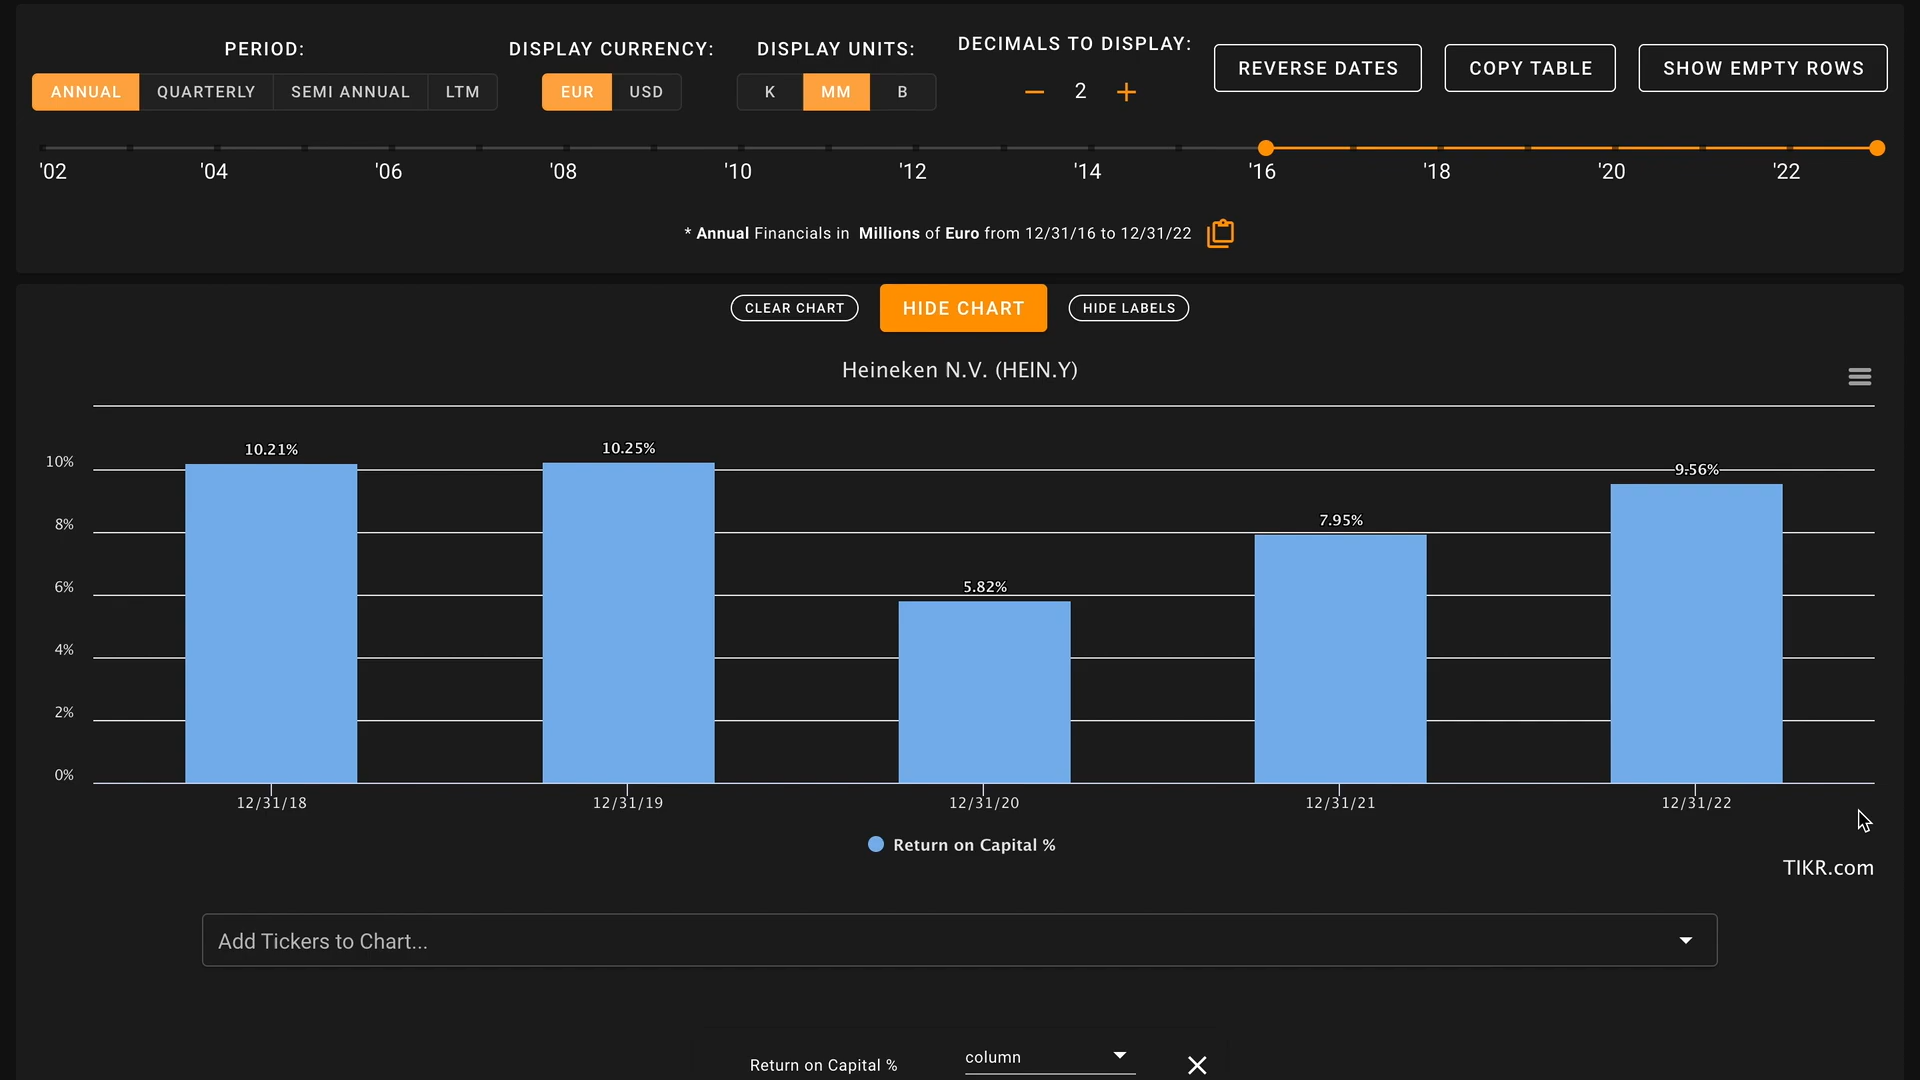 PERIOD:
ANNUAL QUARTERLY SEMI ANNUAL LTM
DISPLAY CURRENCY:
EUR USD
DISPLAY UNITS:
K MM B
DECIMALS TO DISPLAY:
2
REVERSE DATES
COPY TABLE
SHOW EMPTY ROWS
'02 '04 '06 '08 '10 '12 '14 '16 '18 '20 '22
* Annual Financials in Millions of Euro from 12/31/16 to 12/31/22
CLEAR CHART HIDE CHART HIDE LABELS
Heineken N.V. (HEIN.Y)
10.21% 10.25% 5.82% 7.95% 9.56%
10%
8%
6%
4%
2%
0%
12/31/18 12/31/19 12/31/20 12/31/21 12/31/22
Return on Capital %
TIKR.com
Add Tickers to Chart...
Return on Capital % column